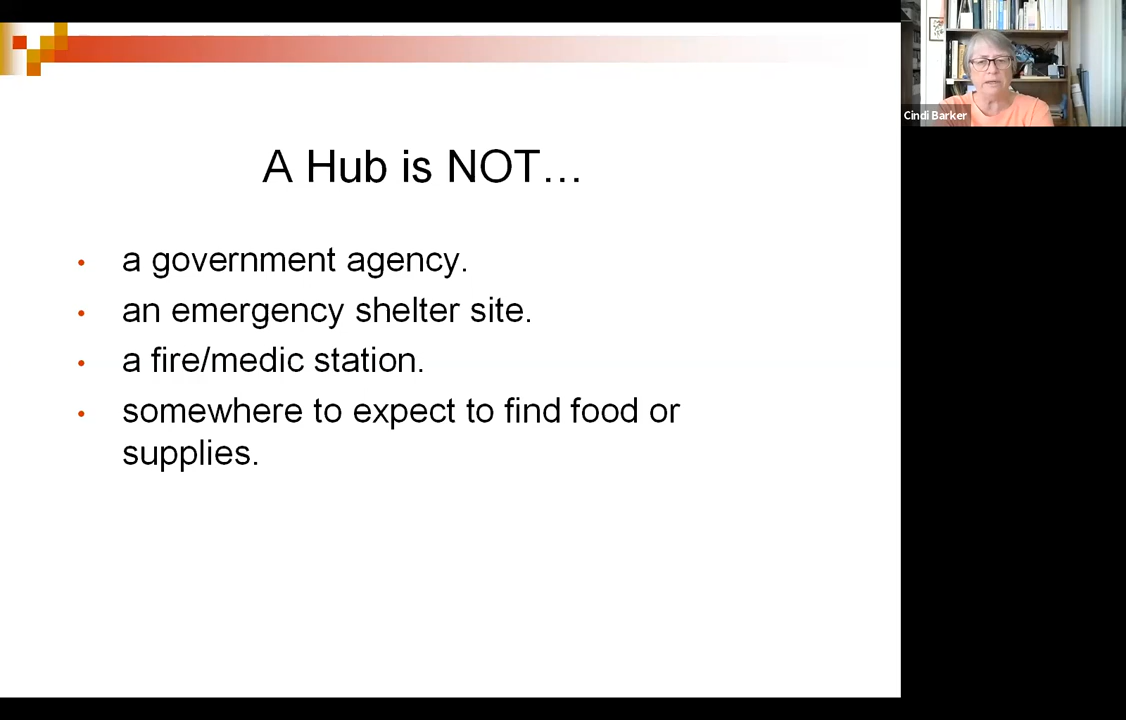 A Hub is NOT...
• a government agency.
• an emergency shelter site.
• a fire/medic station.
• somewhere to expect to find food or
supplies.
Cindi Barker